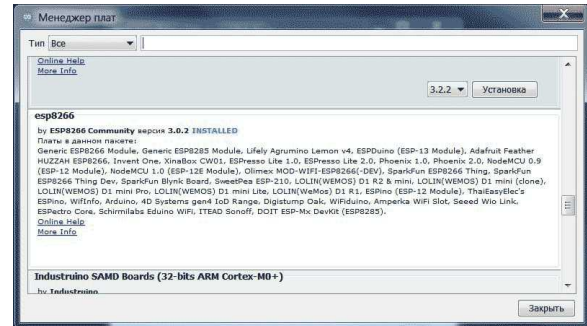 Менеджер плат
Тип Все
Online Help
More Info
3.2.2 Установка
esp8266
by ESP8266 Community версия 3.0.2 INSTALLED
Платы в данном пакете:
Generic ESP8266 Module, Generic ESP8285 Module, Lifely Agrumino Lemon v4, ESPDuino (ESP-13 Module), Adafruit Feather
HUZZAH ESP8266, Invent One, XinaBox CW01, ESPresso Lite 1.0, ESPresso Lite 2.0, Phoenix 1.0, Phoenix 2.0, NodeMCU 0.9
(ESP-12 Module), NodeMCU 1.0 (ESP-12E Module), Olimex MOD-WIFI-ESP8266(-DEV), SparkFun ESP8266 Thing, SparkFun
ESP8266 Thing Dev, SparkFun Blynk Board, SweetPea ESP-210, LOLIN(WEMOS) D1 R2 & mini, LOLIN(WEMOS) D1 mini (clone),
LOLIN(WEMOS) D1 mini Pro, LOLIN(WEMOS) D1 mini Lite, LOLIN(WeMos) D1 R1, ESPino (ESP-12 Module), ThaiEasyElec's
ESPino, WifInfo, Arduino, 4D Systems gen4 IoD Range, Digistump Oak, WiFiduino, Amperka WiFi Slot, Seeed Wio Link,
ESPectro Core, Schirmilabs Eduino WiFi, ITEAD Sonoff, DOIT ESP-Mx DevKit (ESP8285).
Online Help
More Info
Industruino SAMD Boards (32-bits ARM Cortex-M0+)
by Industruino
Закрыть